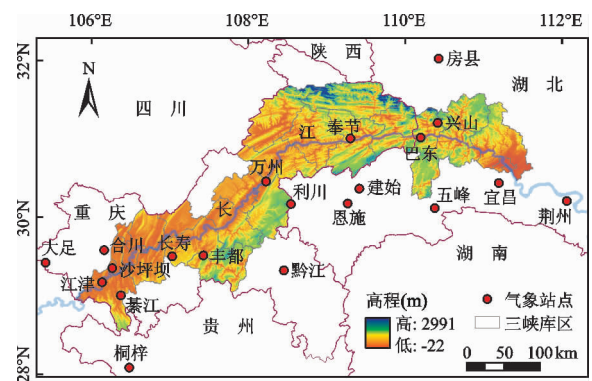 106°E 108°E 110°E 112°E
32°N 32°N
30°N 30°N
28°N 28°N
N
陕 西
房县
湖 北
四 川
江
奉节
兴山
巴东
万州
利川
建始
恩施
五峰
宜昌
荆州
重 庆
长
大足
合川
长寿
沙坪坝
丰都
江津
綦江
黔江
湖 南
贵 州
桐梓
高程(m)
高: 2991
低: -22
气象站点
三峡库区
0 50 100 km